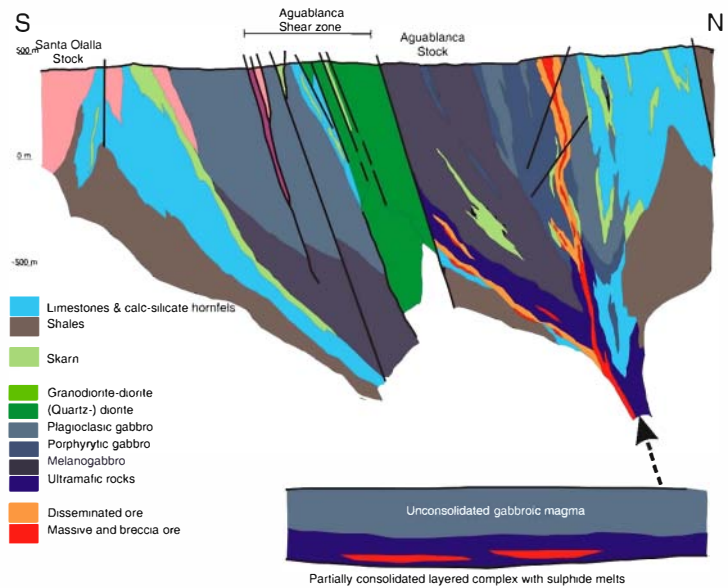 S
N
Aguablanca
Shear zone
Santa Olalla
Stock
Aguablanca
Stock
500 m
0 m
-500 m
Limestones & calc-silicate hornfels
Shales
Skarn
Granodiorite-diorite
(Quartz-) diorite
Plagioclasic gabbro
Porphyrytic gabbro
Melanogabbro
Ultramafic rocks
Disseminated ore
Massive and breccia ore
Unconsolidated gabbroic magma
Partially consolidated layered complex with sulphide melts